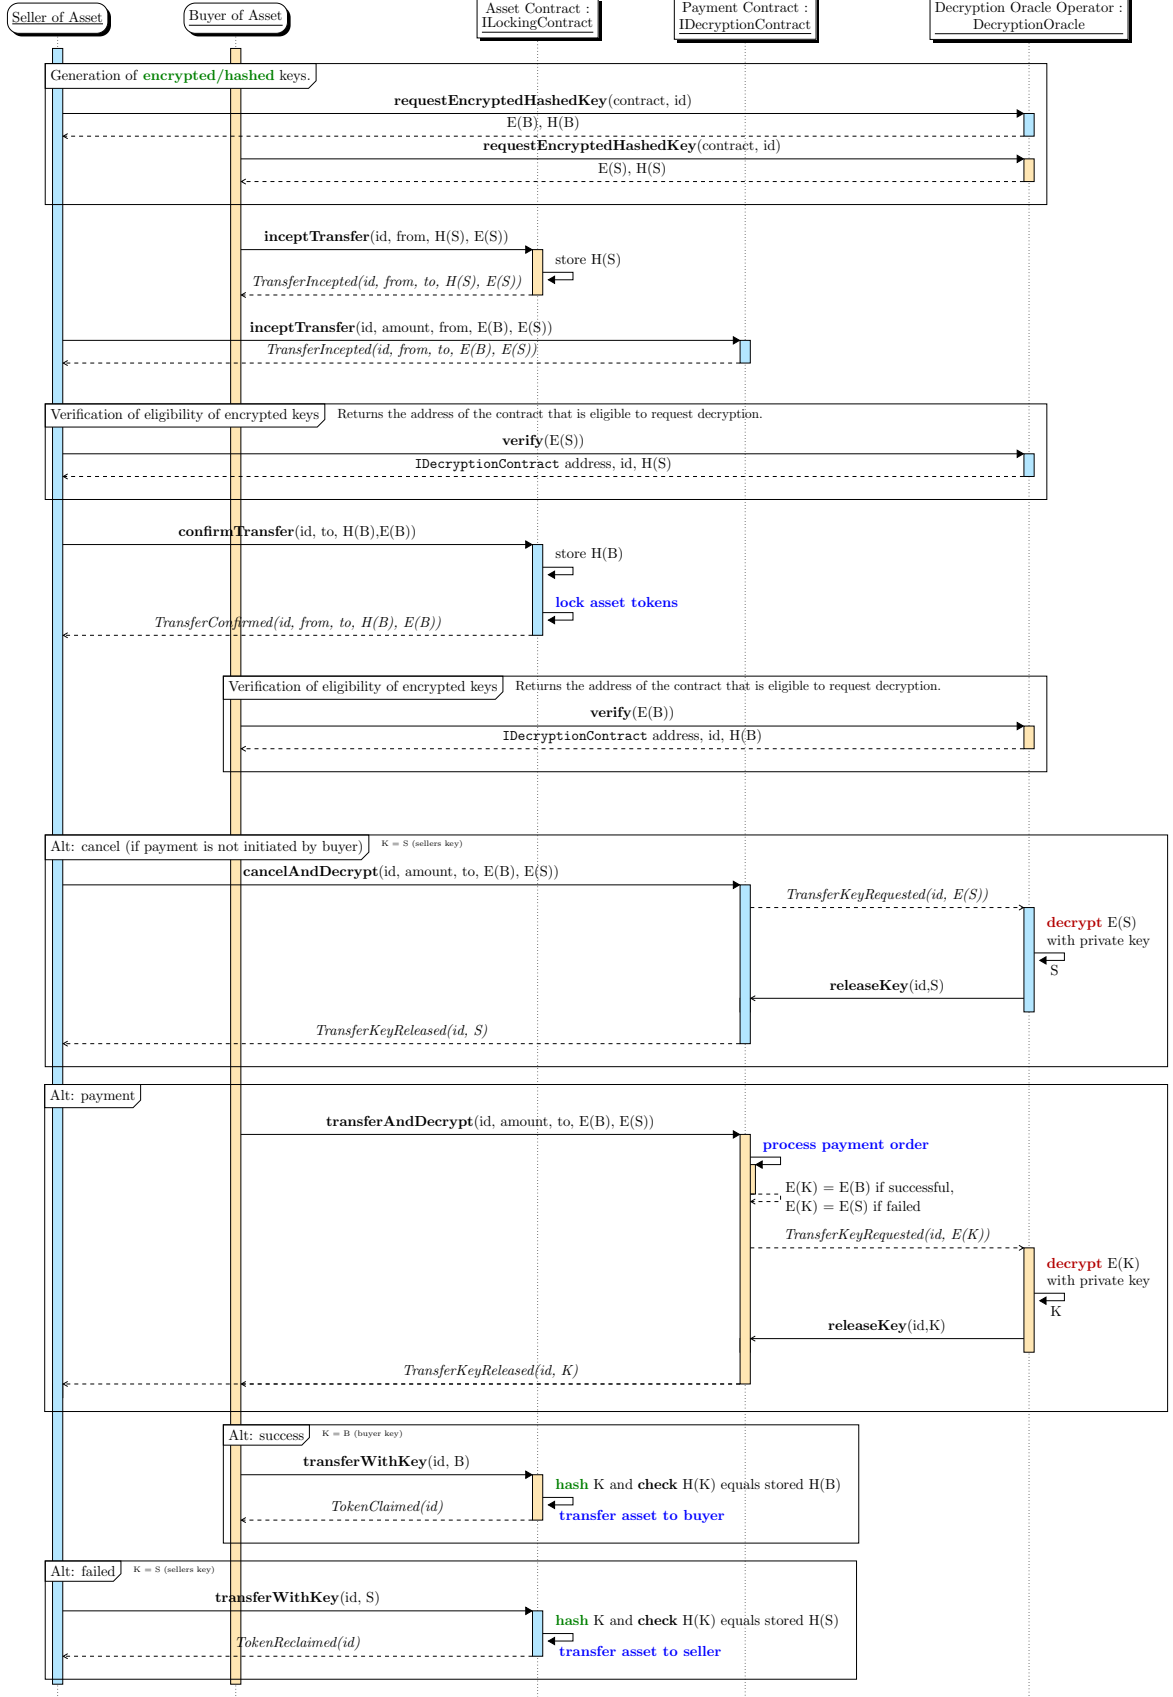 Seller of Asset
Buyer of Asset
Asset Contract :
ILockingContract
Payment Contract :
IDecryptionContract
Decryption Oracle Operator :
DecryptionOracle
Generation of encrypted/hashed keys.
requestEncryptedHashedKey(contract, id)
E(B), H(B)
requestEncryptedHashedKey(contract, id)
E(S), H(S)
inceptTransfer(id, from, H(S), E(S))
store H(S)
TransferIncepted(id, from, to, H(S), E(S))
inceptTransfer(id, amount, from, E(B), E(S))
TransferIncepted(id, from, to, E(B), E(S))
Verification of eligibility of encrypted keys
Returns the address of the contract that is eligible to request decryption.
verify(E(S))
IDecryptionContract address, id, H(S)
confirmTransfer(id, to, H(B),E(B))
store H(B)
lock asset tokens
TransferConfirmed(id, from, to, H(B), E(B))
Verification of eligibility of encrypted keys
Returns the address of the contract that is eligible to request decryption.
verify(E(B))
IDecryptionContract address, id, H(B)
Alt: cancel (if payment is not initiated by buyer)
K = S (sellers key)
cancelAndDecrypt(id, amount, to, E(B), E(S))
TransferKeyRequested(id, E(S))
decrypt E(S)
with private key
S
releaseKey(id,S)
TransferKeyReleased(id, S)
Alt: payment
transferAndDecrypt(id, amount, to, E(B), E(S))
process payment order
E(K) = E(B) if successful,
E(K) = E(S) if failed
TransferKeyRequested(id, E(K))
decrypt E(K)
with private key
K
releaseKey(id,K)
TransferKeyReleased(id, K)
Alt: success
K = B (buyer key)
transferWithKey(id, B)
hash K and check H(K) equals stored H(B)
TokenClaimed(id)
transfer asset to buyer
Alt: failed
K = S (sellers key)
transferWithKey(id, S)
hash K and check H(K) equals stored H(S)
TokenReclaimed(id)
transfer asset to seller